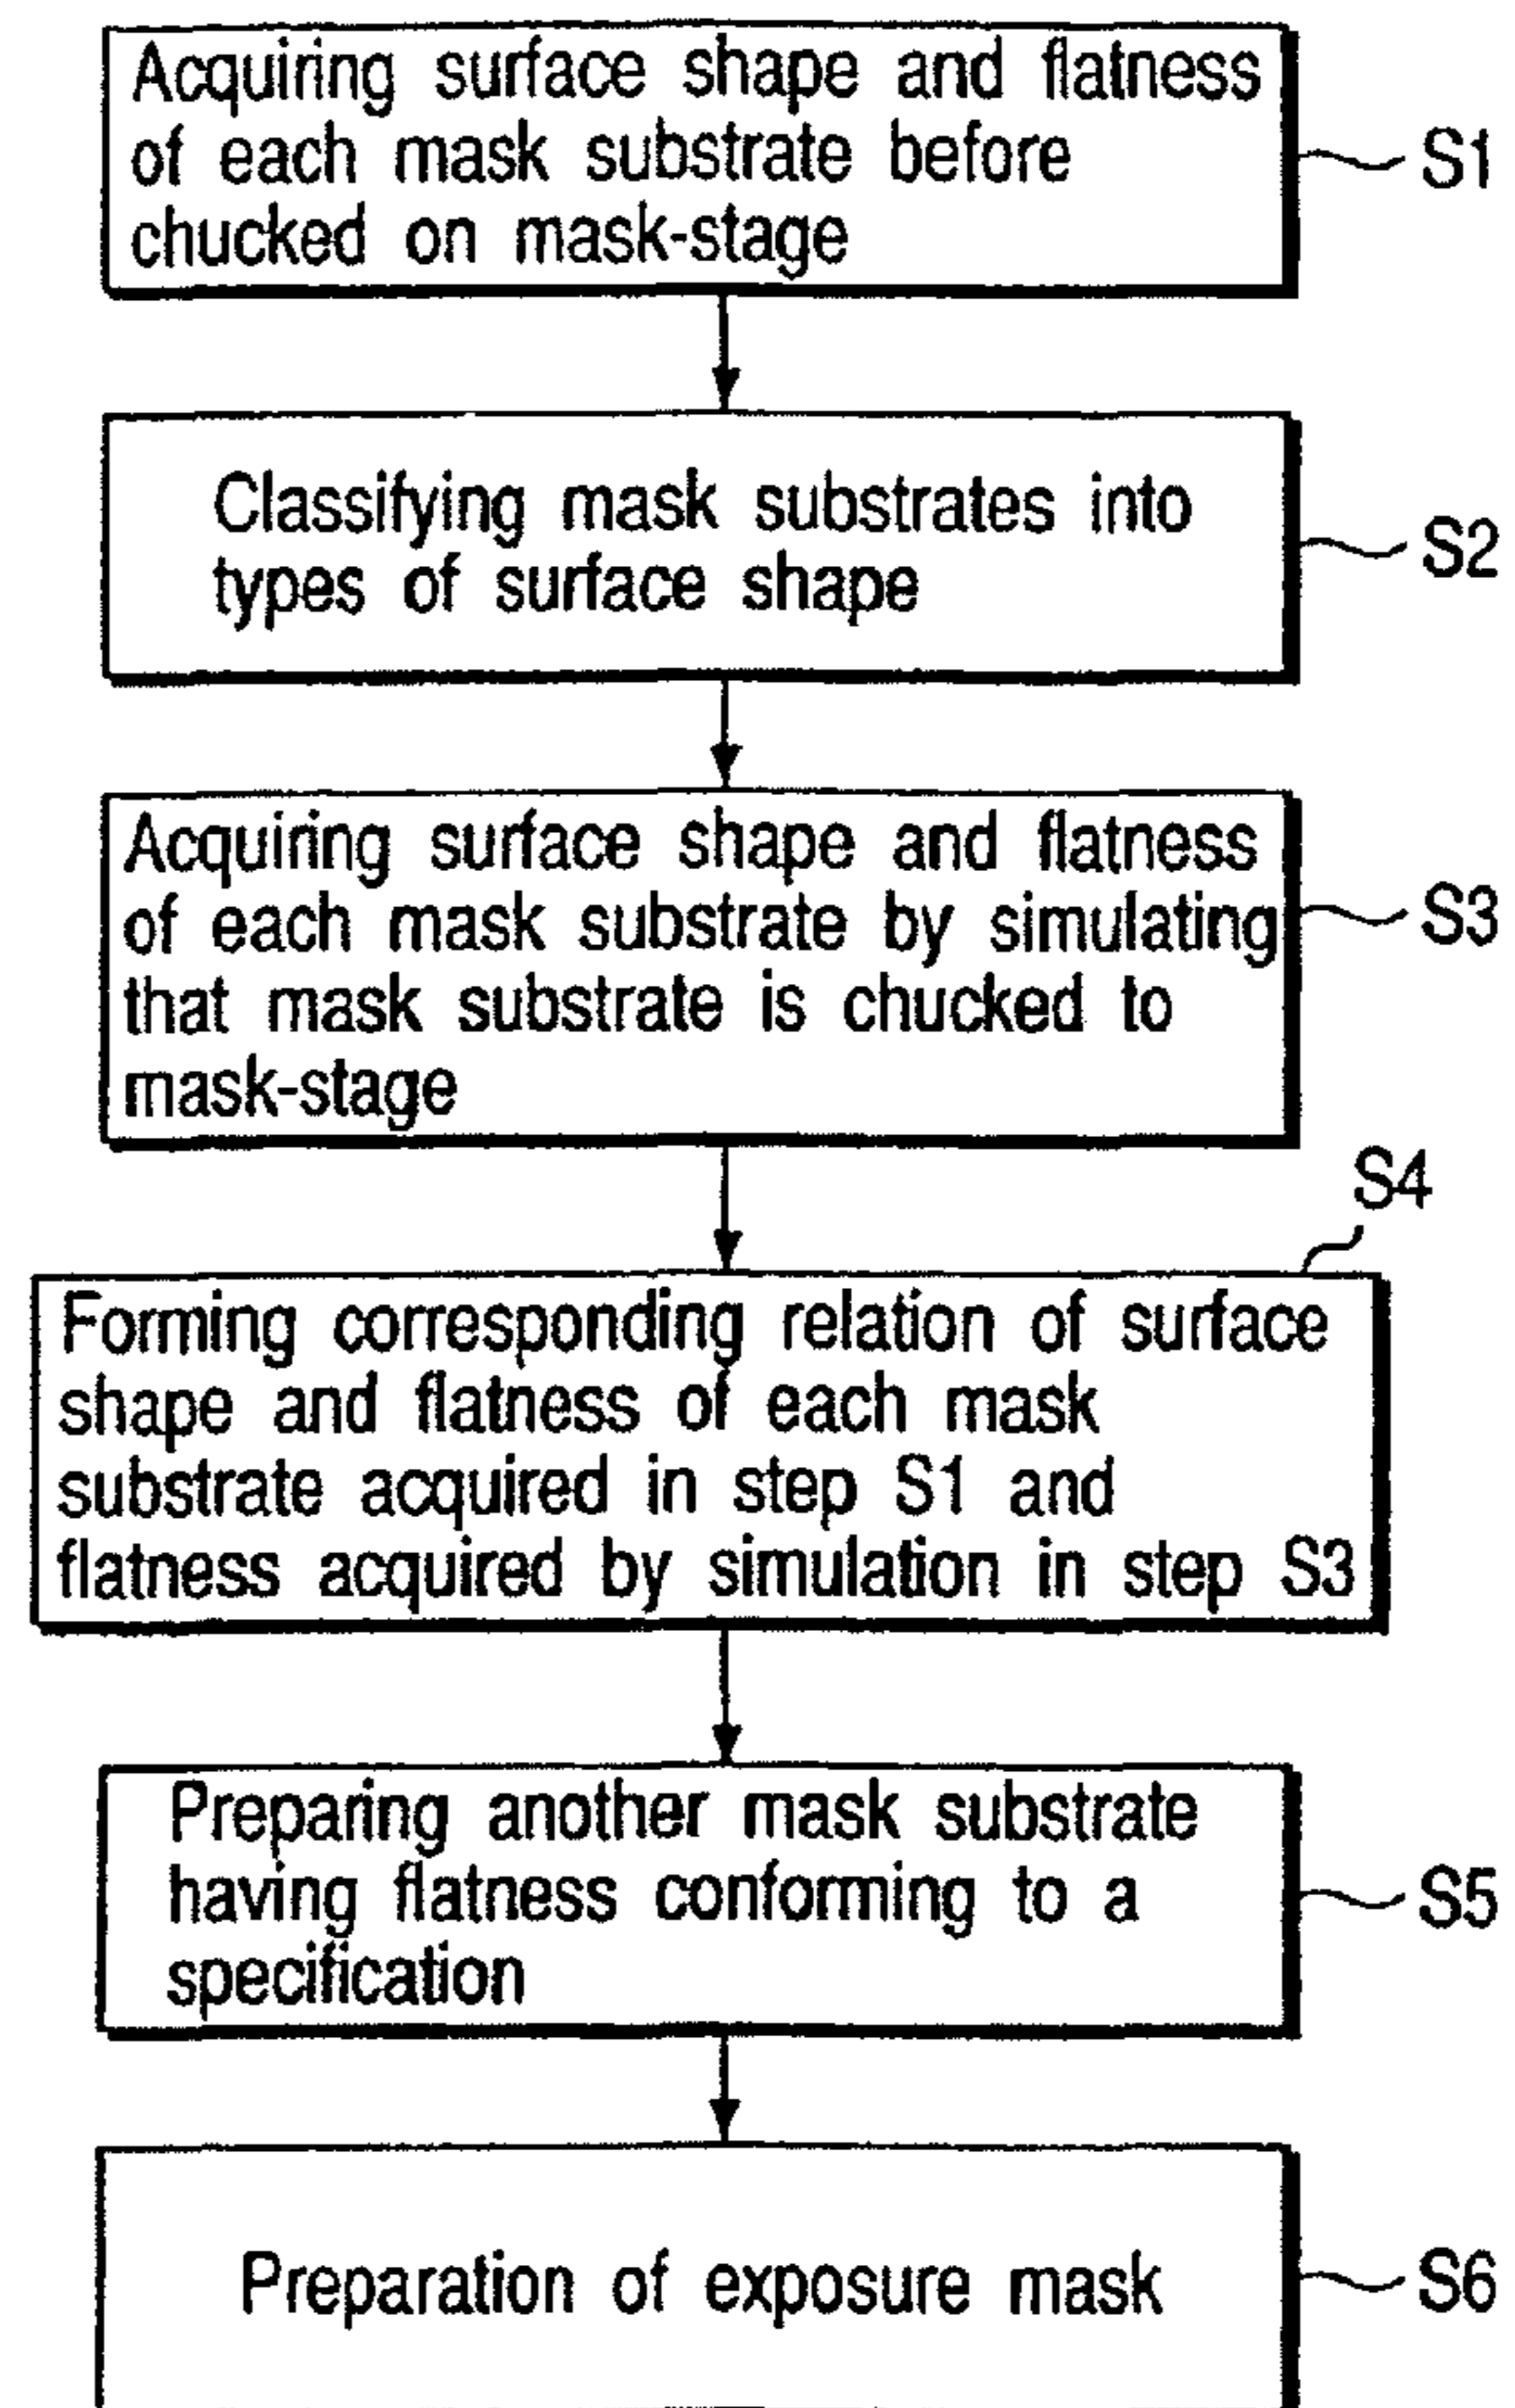 Acquiring surface shape and flatness
of each mask substrate before
chucked on mask-stage
S1
Classifying mask substrates into
types of surface shape
S2
Acquiring surface shape and flatness
of each mask substrate by simulating
that mask substrate is chucked to
mask-stage
S3
S4
Forming corresponding relation of surface
shape and flatness of each mask
substrate acquired in step S1 and
flatness acquired by simulation in step S3
Preparing another mask substrate
having flatness conforming to a
specification
S5
Preparation of exposure mask
S6